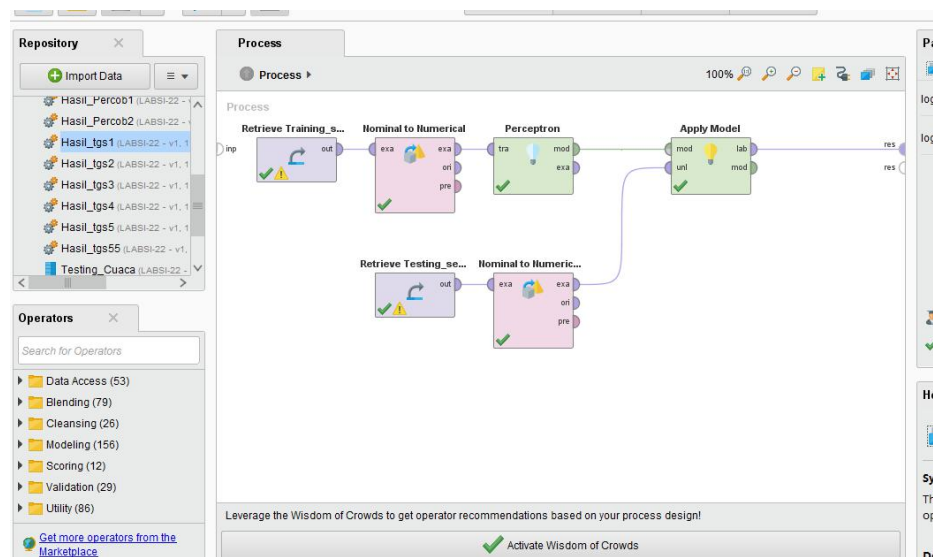 Repository
Import Data
Hasil_Percob1 (LABSI-22 -
Hasil_Percob2 (LABSI-22 -
Hasil_tgs1 (LABSI-22 - v1, 1
Hasil_tgs2 (LABSI-22 - v1, 1
Hasil_tgs3 (LABSI-22 - v1, 1
Hasil_tgs4 (LABSI-22 - v1, 1
Hasil_tgs5 (LABSI-22 - v1, 1
Hasil_tgs55 (LABSI-22 - v1,
Testing_Cuaca (LABSI-22 -
Operators
Search for Operators
Data Access (53)
Blending (79)
Cleansing (26)
Modeling (156)
Scoring (12)
Validation (29)
Utility (86)
Get more operators from the
Marketplace
Process
Process
100%
Process
inp
Retrieve Training_s...
out
Nominal to Numerical
exa exa
ori
pre
Perceptron
tra mod
exa
Apply Model
mod lab
unl mod
res
res
Retrieve Testing_se...
out
Nominal to Numeric...
exa exa
ori
pre
Leverage the Wisdom of Crowds to get operator recommendations based on your process design!
Activate Wisdom of Crowds
Pa
log
log
He
Sy
Th
op